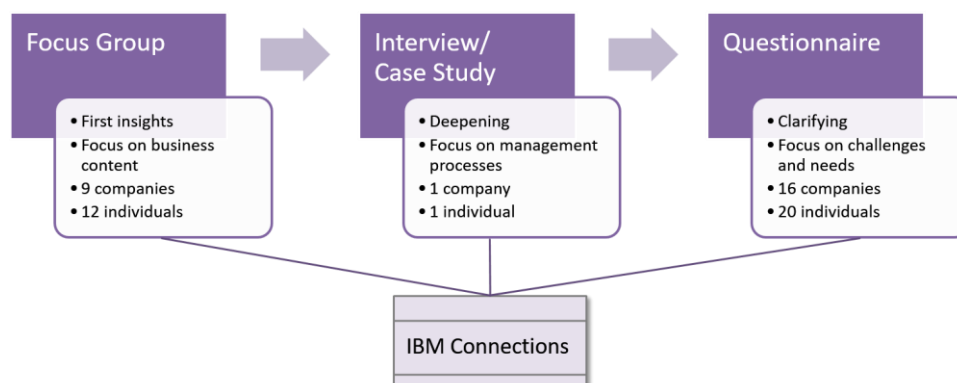 Focus Group
• First insights
• Focus on business
content
• 9 companies
• 12 individuals
Interview/
Case Study
• Deepening
• Focus on management
processes
• 1 company
• 1 individual
Questionnaire
• Clarifying
• Focus on challenges
and needs
• 16 companies
• 20 individuals
IBM Connections